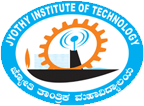 JYOTHY INSTITUTE OF TECHNOLOGY
ಜ್ಯೋತಿ ತಾಂತ್ರಿಕ ಮಹಾವಿದ್ಯಾಲಯ